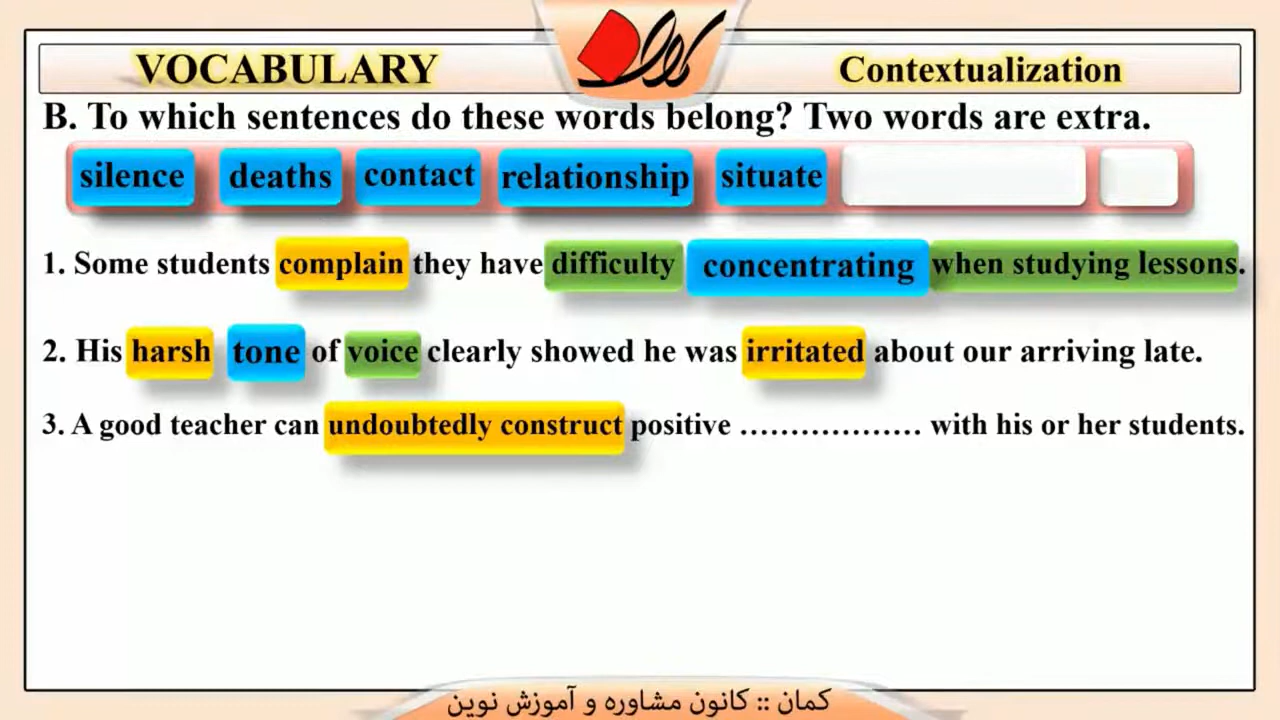 VOCABULARY
کمان
Contextualization
B. To which sentences do these words belong? Two words are extra.
silence deaths contact relationship situate
1. Some students complain they have difficulty concentrating when studying lessons.
2. His harsh tone of voice clearly showed he was irritated about our arriving late.
3. A good teacher can undoubtedly construct positive .................. with his or her students.
کمان :: کانون مشاوره و آموزش نوین